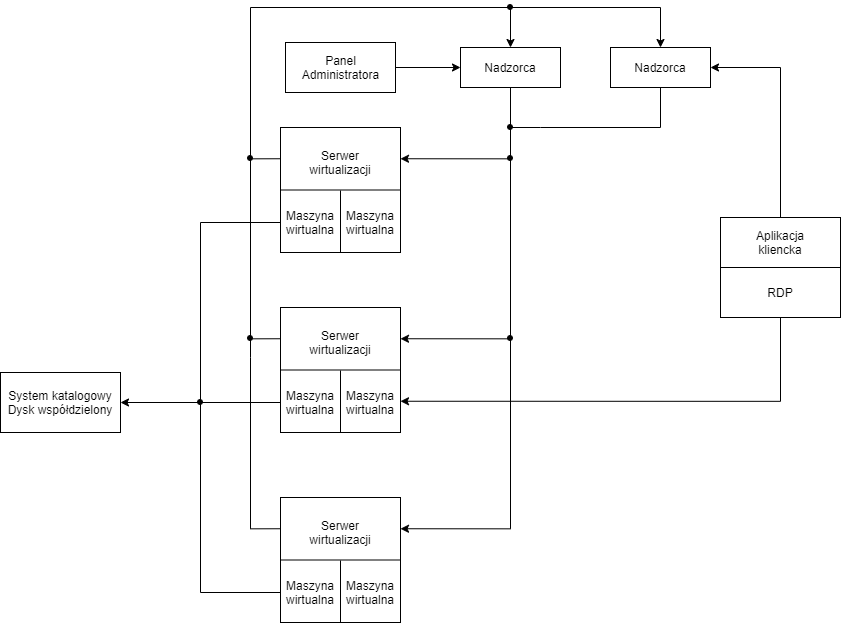 Panel
Administratora
Nadzorca
Nadzorca
Serwer
wirtualizacji
Maszyna
wirtualna
Maszyna
wirtualna
Aplikacja
kliencka
RDP
Serwer
wirtualizacji
Maszyna
wirtualna
Maszyna
wirtualna
System katalogowy
Dysk współdzielony
Serwer
wirtualizacji
Maszyna
wirtualna
Maszyna
wirtualna